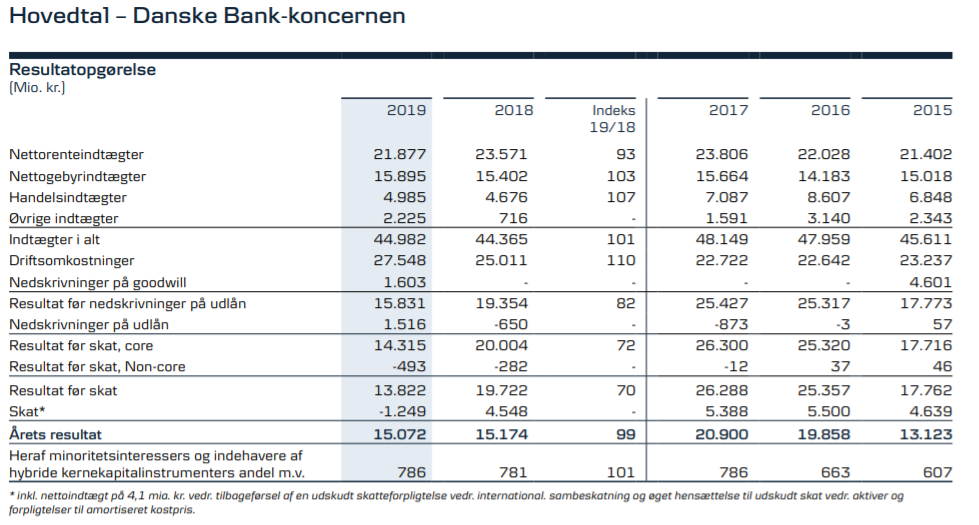 Hovedtal – Danske Bank-koncernen
Resultatopgørelse
(Mio. kr.)
2019 2018 Indeks 19/18 2017 2016 2015
Nettorenteindtægter 21.877 23.571 93 23.806 22.028 21.402
Nettogebyrindtægter 15.895 15.402 103 15.664 14.183 15.018
Handelsindtægter 4.985 4.676 107 7.087 8.607 6.848
Øvrige indtægter 2.225 716 - 1.591 3.140 2.343
Indtægter i alt 44.982 44.365 101 48.149 47.959 45.611
Driftsomkostninger 27.548 25.011 110 22.722 22.642 23.237
Nedskrivninger på goodwill 1.603 - - - - 4.601
Resultat før nedskrivninger på udlån 15.831 19.354 82 25.427 25.317 17.773
Nedskrivninger på udlån 1.516 -650 - -873 -3 57
Resultat før skat, core 14.315 20.004 72 26.300 25.320 17.716
Resultat før skat, Non-core -493 -282 - -12 37 46
Resultat før skat 13.822 19.722 70 26.288 25.357 17.762
Skat* -1.249 4.548 - 5.388 5.500 4.639
Årets resultat 15.072 15.174 99 20.900 19.858 13.123
Heraf minoritetsinteressers og indehavere af
hybride kernekapitalinstrumenters andel m.v. 786 781 101 786 663 607
* inkl. nettoindtægt på 4,1 mia. kr. vedr. tilbageførsel af en udskudt skatteforpligtelse vedr. international. sambeskatning og øget hensættelse til udskudt skat vedr. aktiver og
forpligtelser til amortiseret kostpris.